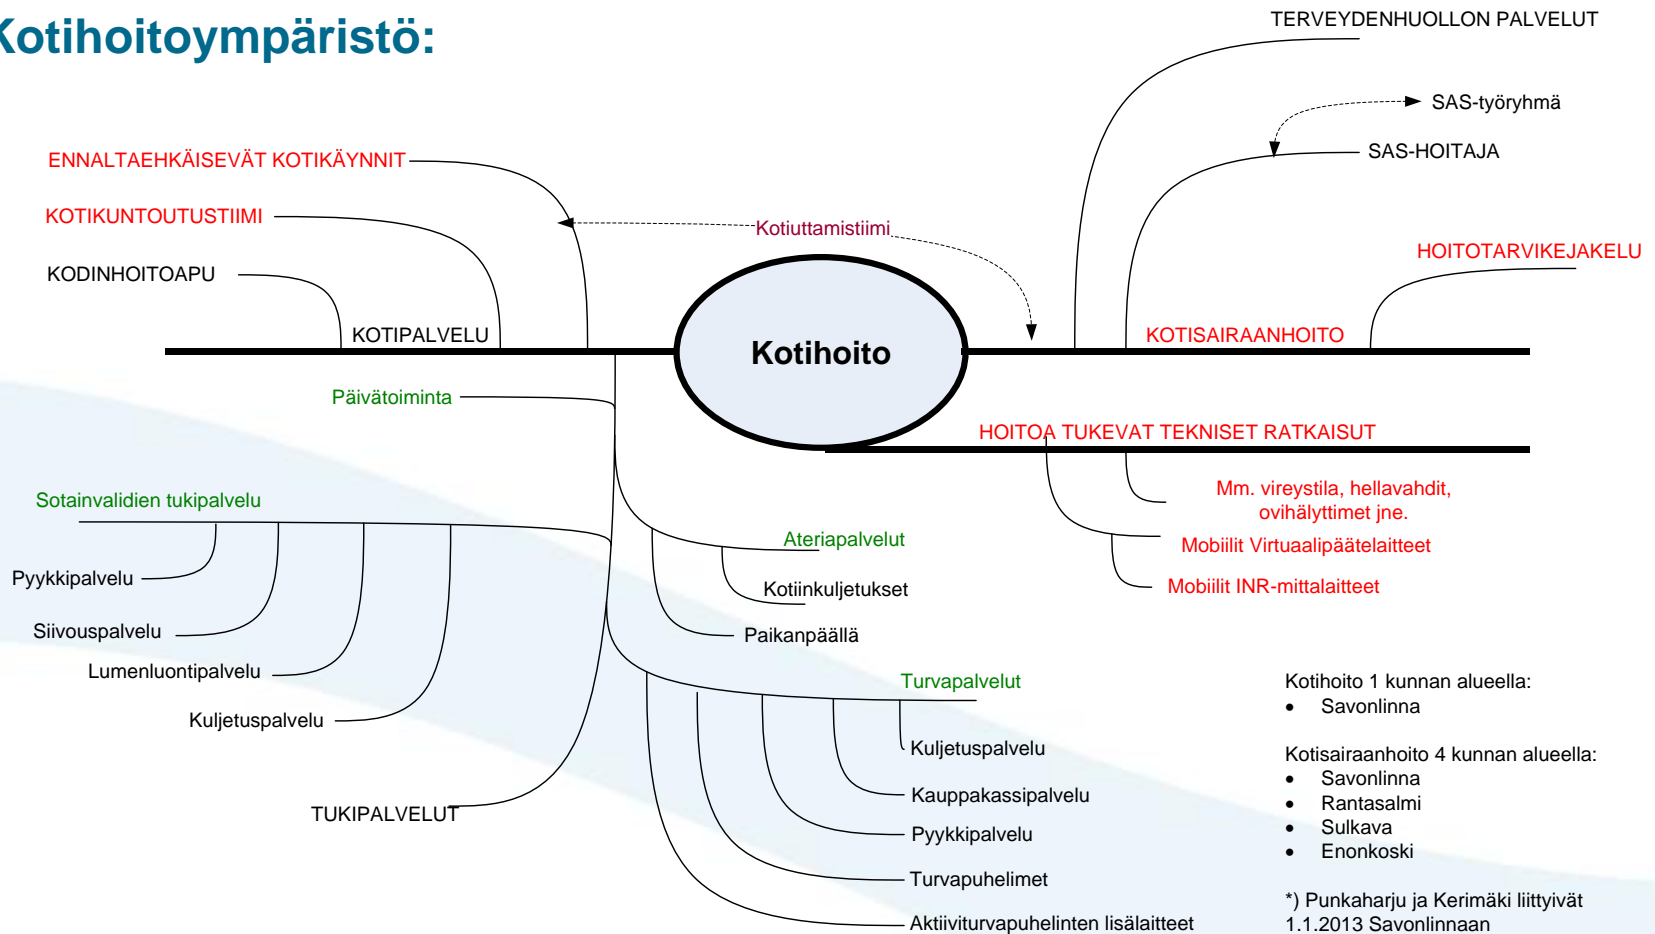 Kotihoitoympäristö:
TERVEYDENHUOLLON PALVELUT
SAS-työryhmä
SAS-HOITAJA
ENNALTAEHKÄISEVÄT KOTIKÄYNNIT
KOTIKUNTOUTUSTIIMI
Kotiuttamistiimi
HOITOTARVIKEJAKELU
KODINHOITOAPU
KOTIPALVELU
KOTISAIRAANHOITO
Kotihoito
Päivätoiminta
HOITOA TUKEVAT TEKNISET RATKAISUT
Mm. vireystila, hellavahdit,
ovihälyttimet jne.
Mobiilit Virtuaalipäätelaitteet
Mobiilit INR-mittalaitteet
Sotainvalidien tukipalvelu
Pyykkipalvelu
Siivouspalvelu
Lumenluontipalvelu
Kuljetuspalvelu
TUKIPALVELUT
Ateriapalvelut
Kotiinkuljetukset
Paikanpäällä
Turvapalvelut
Kuljetuspalvelu
Kauppakassipalvelu
Pyykkipalvelu
Turvapuhelimet
Aktiiviturvapuhelinten lisälaitteet
Kotihoito 1 kunnan alueella:
• Savonlinna
Kotisairaanhoito 4 kunnan alueella:
• Savonlinna
• Rantasalmi
• Sulkava
• Enonkoski
*) Punkaharju ja Kerimäki liittyivät
1.1.2013 Savonlinnaan